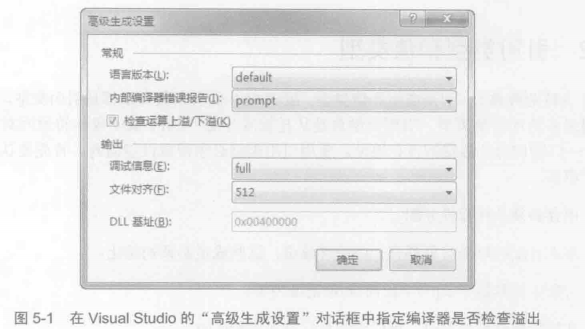 高级生成设置
常规
语言版本(L): default
内部编译器错误报告(I): prompt
检查运算上溢/下溢(K)
输出
调试信息(E): full
文件对齐(F): 512
DLL 基址(B): 0x00400000
确定 取消
图 5-1 在 Visual Studio 的“高级生成设置”对话框中指定编译器是否检查溢出